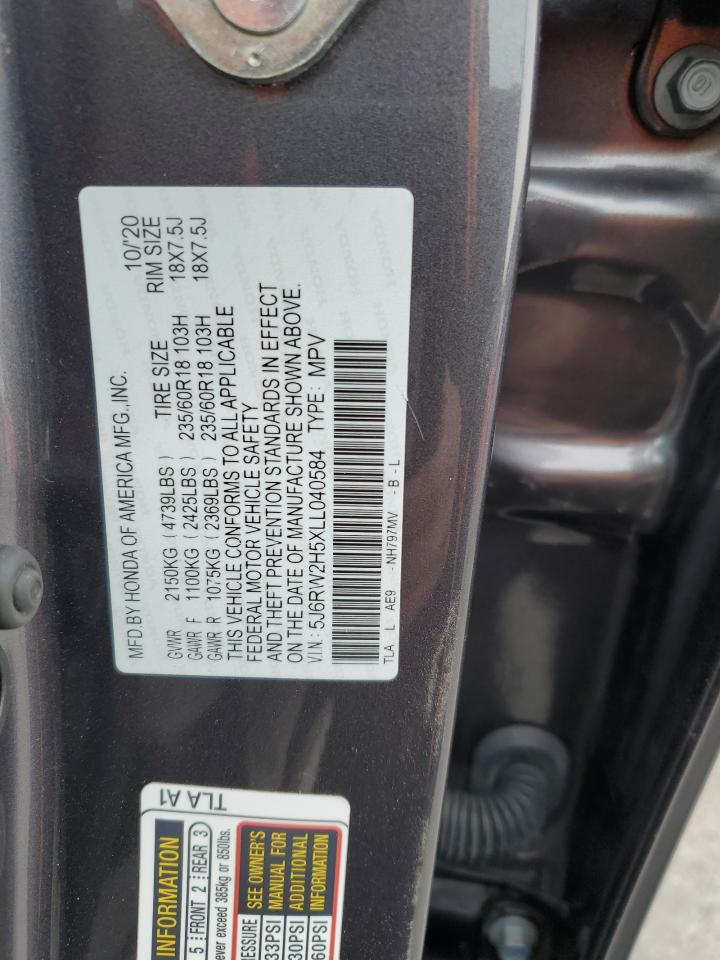 MFD.BY HONDA OF AMERICA MFG.,INC. 10/'20
TIRE SIZE RIM SIZE
GVWR 2150KG ( 4739LBS )
GAWR F 1100KG ( 2425LBS ) 235/60R18 103H 18X7.5J
GAWR R 1075KG ( 2369LBS ) 235/60R18 103H 18X7.5J
THIS VEHICLE CONFORMS TO ALL APPLICABLE
FEDERAL MOTOR VEHICLE SAFETY
AND THEFT PREVENTION STANDARDS IN EFFECT
ON THE DATE OF MANUFACTURE SHOWN ABOVE.
V.I.N.: 5J6RW2H5XLL040584 TYPE: MPV
TLA L AE9 -NH797MV -B -L
TLA A1
INFORMATION
5 FRONT 2 REAR 3
ever exceed 385kg or 850lbs.
RESSURE SEE OWNER'S
33PSI MANUAL FOR
30PSI ADDITIONAL
60PSI INFORMATION